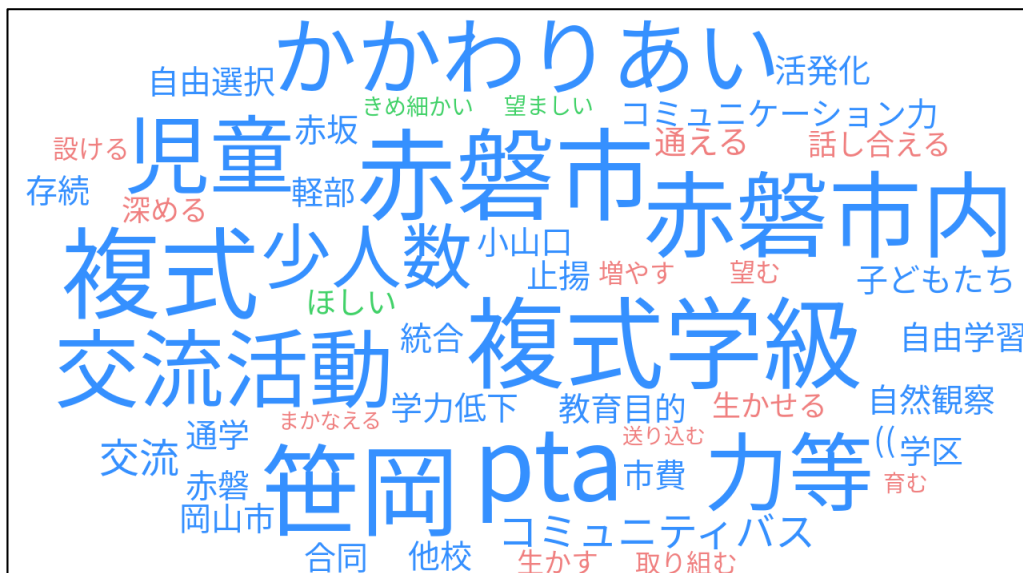 かかわりあい
自由選択
活発化
きめ細かい
望ましい
コミュニケーション力
児童
赤坂
赤磐市
通える
話し合える
設ける
存続
深める
軽部
赤磐市内
複式
少人数
小山口
止揚
増やす
望む
子どもたち
ほしい
交流活動
統合
複式学級
自由学習
まかなえる
学力低下
教育目的
生かせる
自然観察
交流
通学
笹岡
pta
送り込む
市費
力等
((
学区
育む
赤磐
岡山市
コミュニティバス
合同
他校
生かす
取り組む